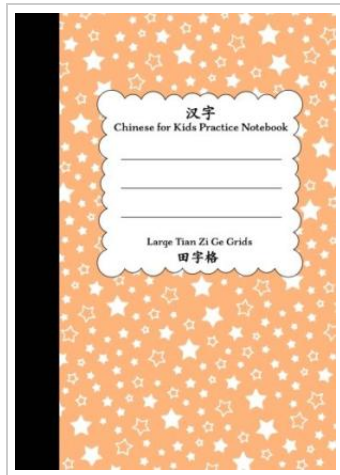 汉字
Chinese for Kids Practice Notebook
Large Tian Zi Ge Grids
田字格